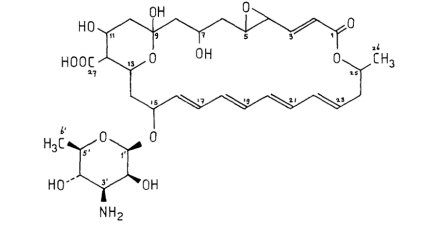 OH O
HO OH 1 O
11 9 7 5 3
HOOC OH O 26
27 13 O 25 CH₃
15 17 19 21 23
6' O
H₃C O
5' 1'
HO 3' OH
NH₂